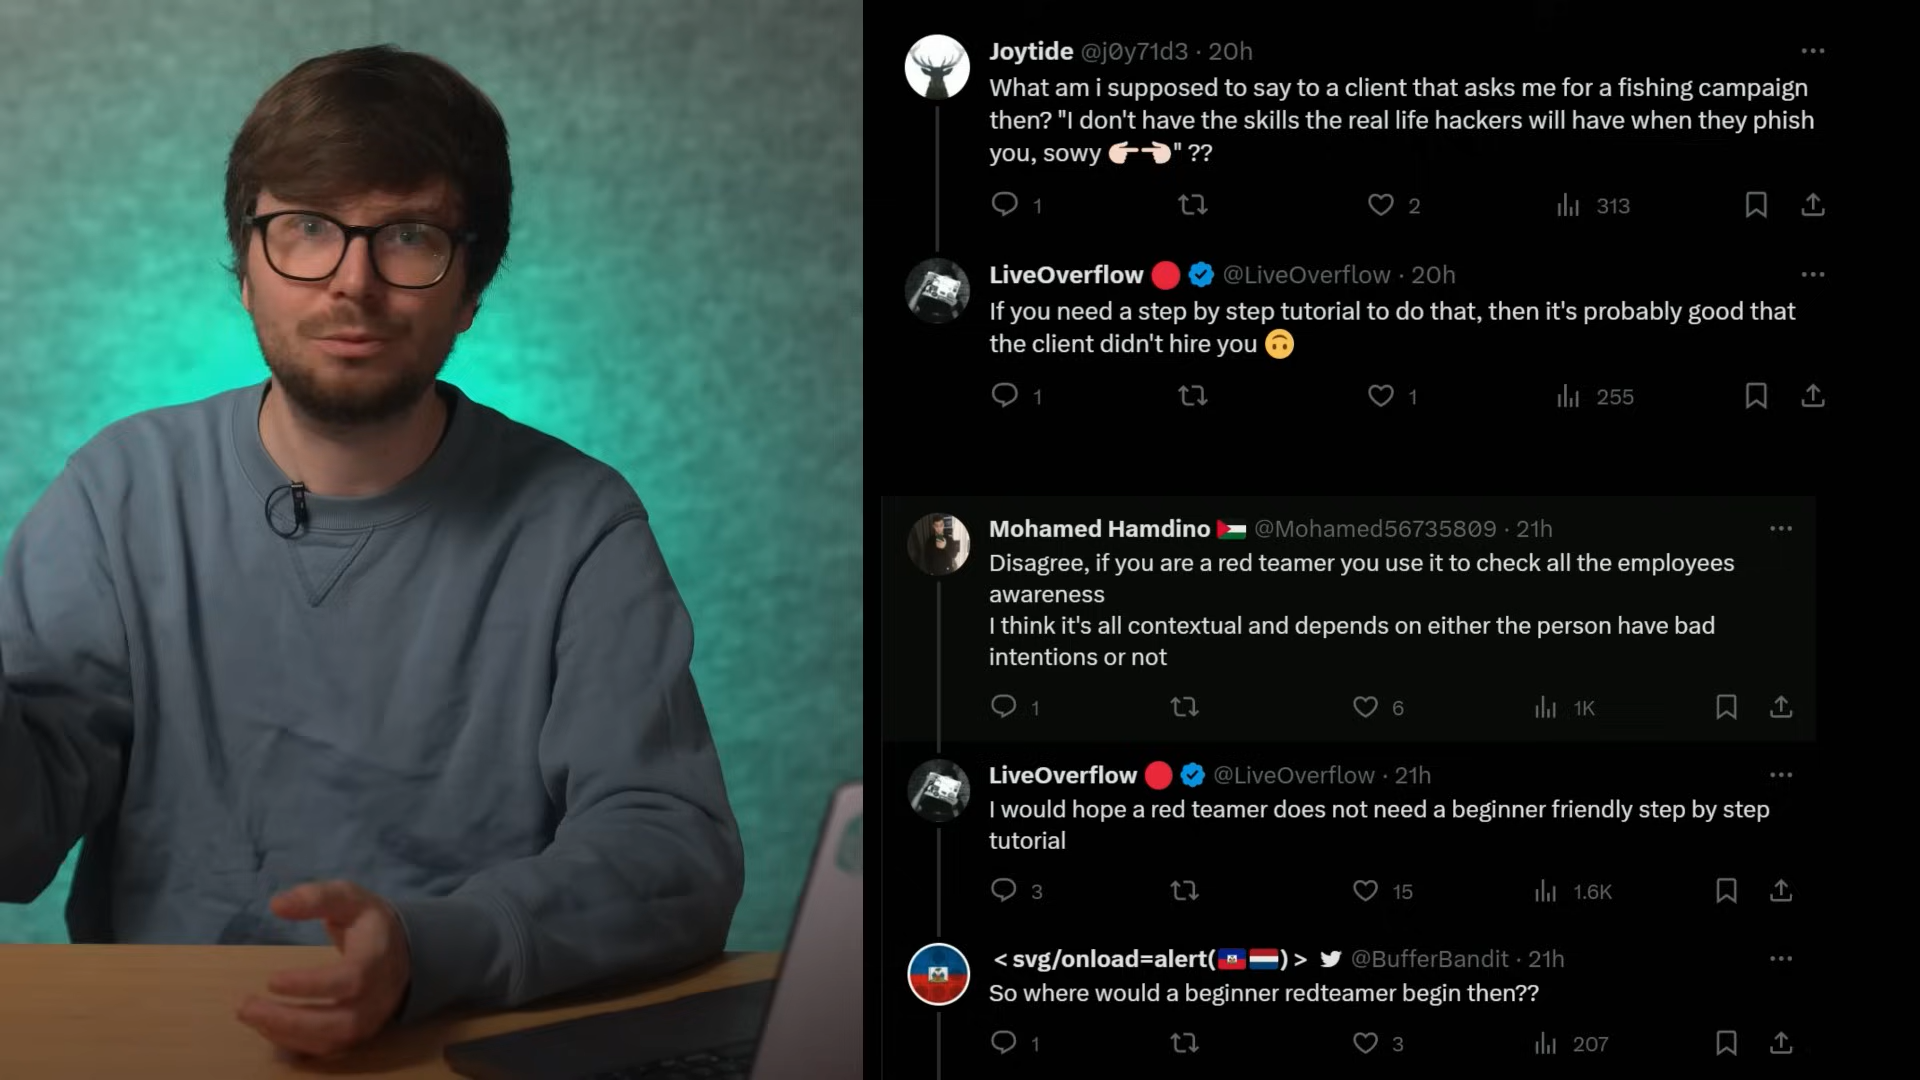 Joytide @j0y71d3 · 20h
What am i supposed to say to a client that asks me for a fishing campaign
then? "I don't have the skills the real life hackers will have when they phish
you, sowy 👉🏻👈🏻" ??
1 2 313
LiveOverflow 🔴 @LiveOverflow · 20h
If you need a step by step tutorial to do that, then it's probably good that
the client didn't hire you 🙃
1 1 255
Mohamed Hamdino 🇵🇸 @Mohamed56735809 · 21h
Disagree, if you are a red teamer you use it to check all the employees
awareness
I think it's all contextual and depends on either the person have bad
intentions or not
1 6 1K
LiveOverflow 🔴 @LiveOverflow · 21h
I would hope a red teamer does not need a beginner friendly step by step
tutorial
3 15 1.6K
<svg/onload=alert(🇭🇹🇳🇱)> @BufferBandit · 21h
So where would a beginner redteamer begin then??
1 3 207